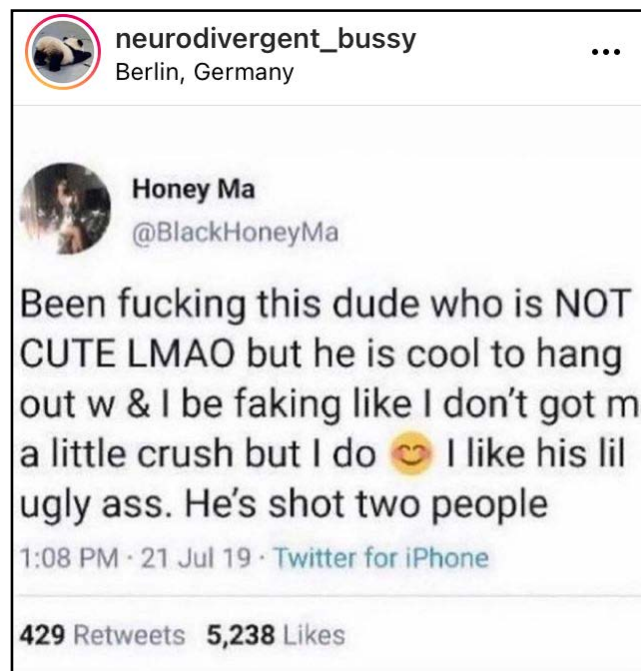 neurodivergent_bussy
Berlin, Germany
Honey Ma
@BlackHoneyMa
Been fucking this dude who is NOT
CUTE LMAO but he is cool to hang
out w & I be faking like I don't got m
a little crush but I do 😊 I like his lil
ugly ass. He's shot two people
1:08 PM · 21 Jul 19 · Twitter for iPhone
429 Retweets 5,238 Likes